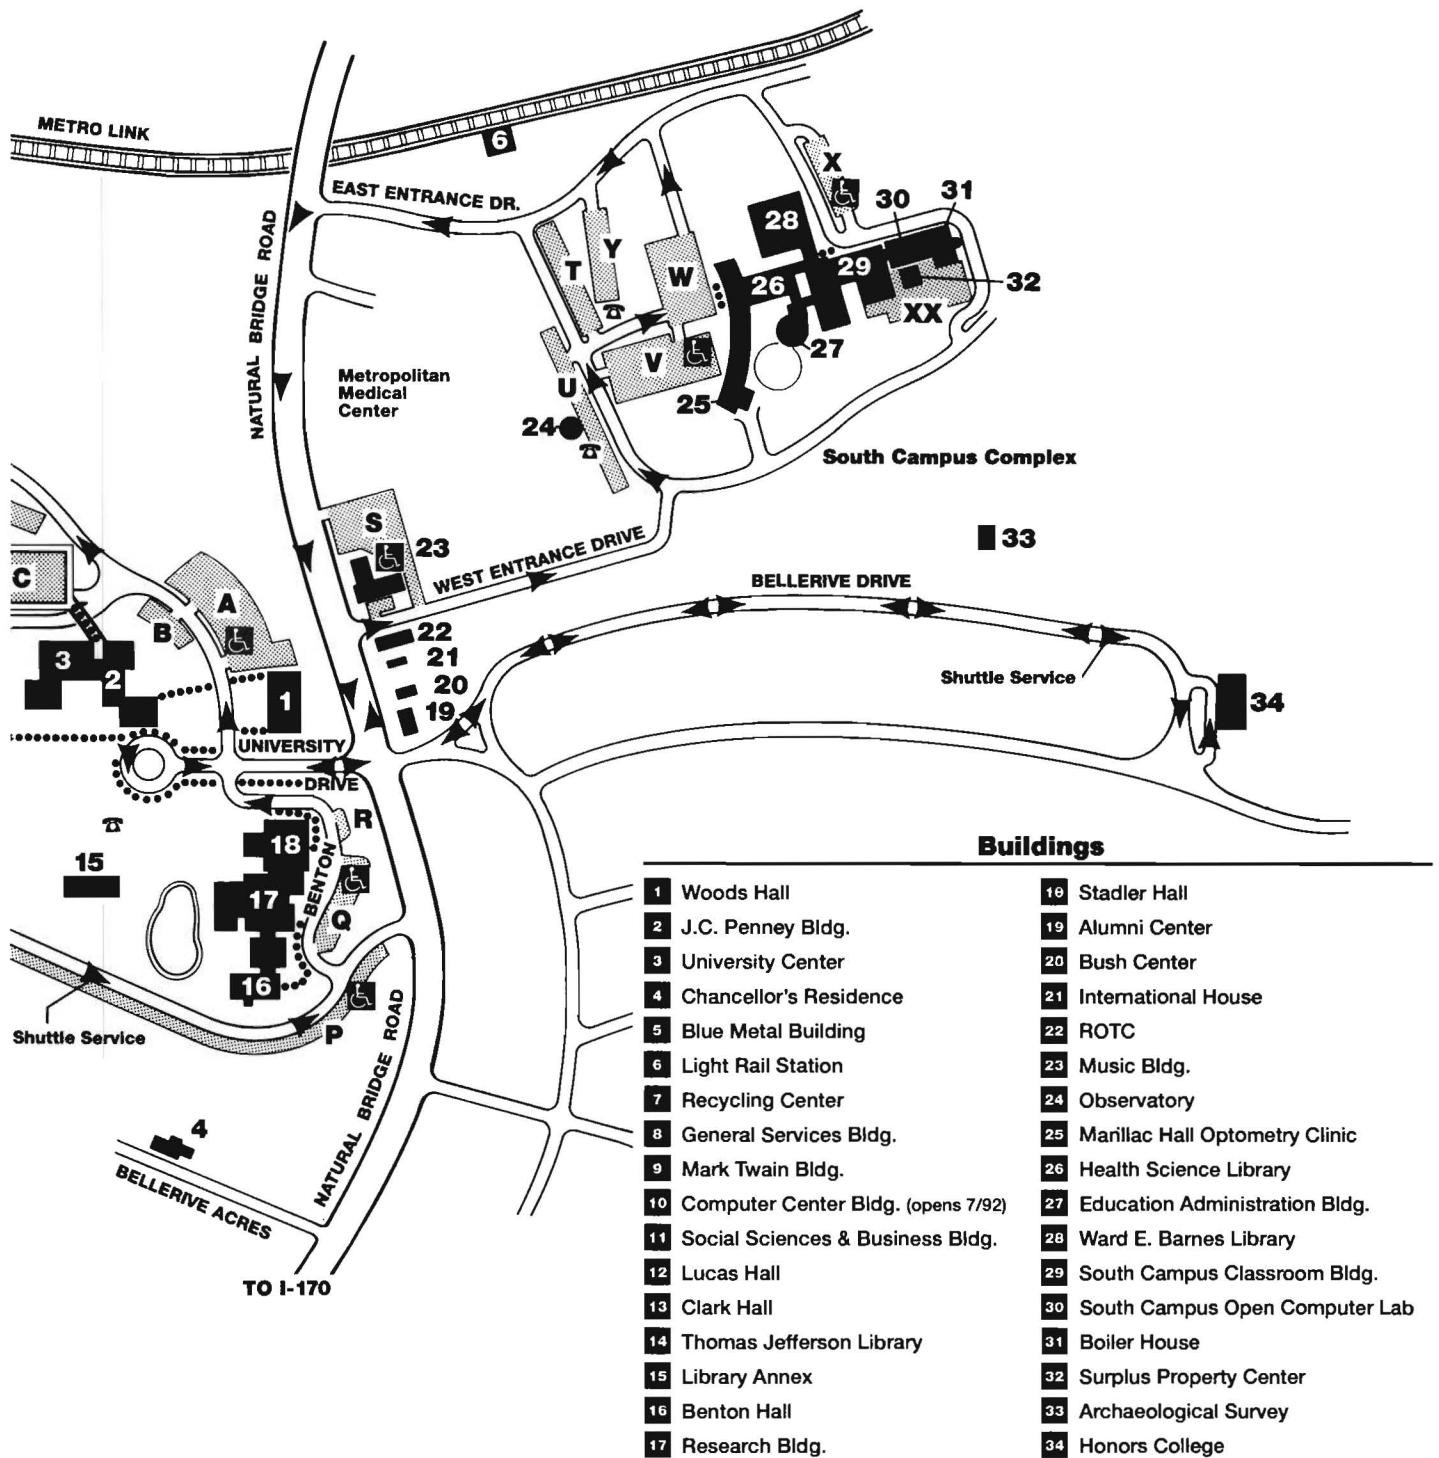 METRO LINK
6
EAST ENTRANCE DR.
NATURAL BRIDGE ROAD
X
31
30
28
Y
T
W
26
29
32
XX
27
V
Metropolitan
Medical
Center
U
25
24
South Campus Complex
S
23
WEST ENTRANCE DRIVE
33
C
A
B
BELLERIVE DRIVE
22
21
3
2
20
Shuttle Service
1
19
34
UNIVERSITY
DRIVE
R
18
15
BENTON
17
Q
16
Shuttle Service
P
NATURAL BRIDGE ROAD
4
BELLERIVE ACRES
TO I-170
Buildings
1 Woods Hall
2 J.C. Penney Bldg.
3 University Center
4 Chancellor's Residence
5 Blue Metal Building
6 Light Rail Station
7 Recycling Center
8 General Services Bldg.
9 Mark Twain Bldg.
10 Computer Center Bldg. (opens 7/92)
11 Social Sciences & Business Bldg.
12 Lucas Hall
13 Clark Hall
14 Thomas Jefferson Library
15 Library Annex
16 Benton Hall
17 Research Bldg.
18 Stadler Hall
19 Alumni Center
20 Bush Center
21 International House
22 ROTC
23 Music Bldg.
24 Observatory
25 Marillac Hall Optometry Clinic
26 Health Science Library
27 Education Administration Bldg.
28 Ward E. Barnes Library
29 South Campus Classroom Bldg.
30 South Campus Open Computer Lab
31 Boiler House
32 Surplus Property Center
33 Archaeological Survey
34 Honors College